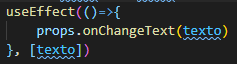 useEffect(()=>{
props.onChangeText(texto)
}, [texto])